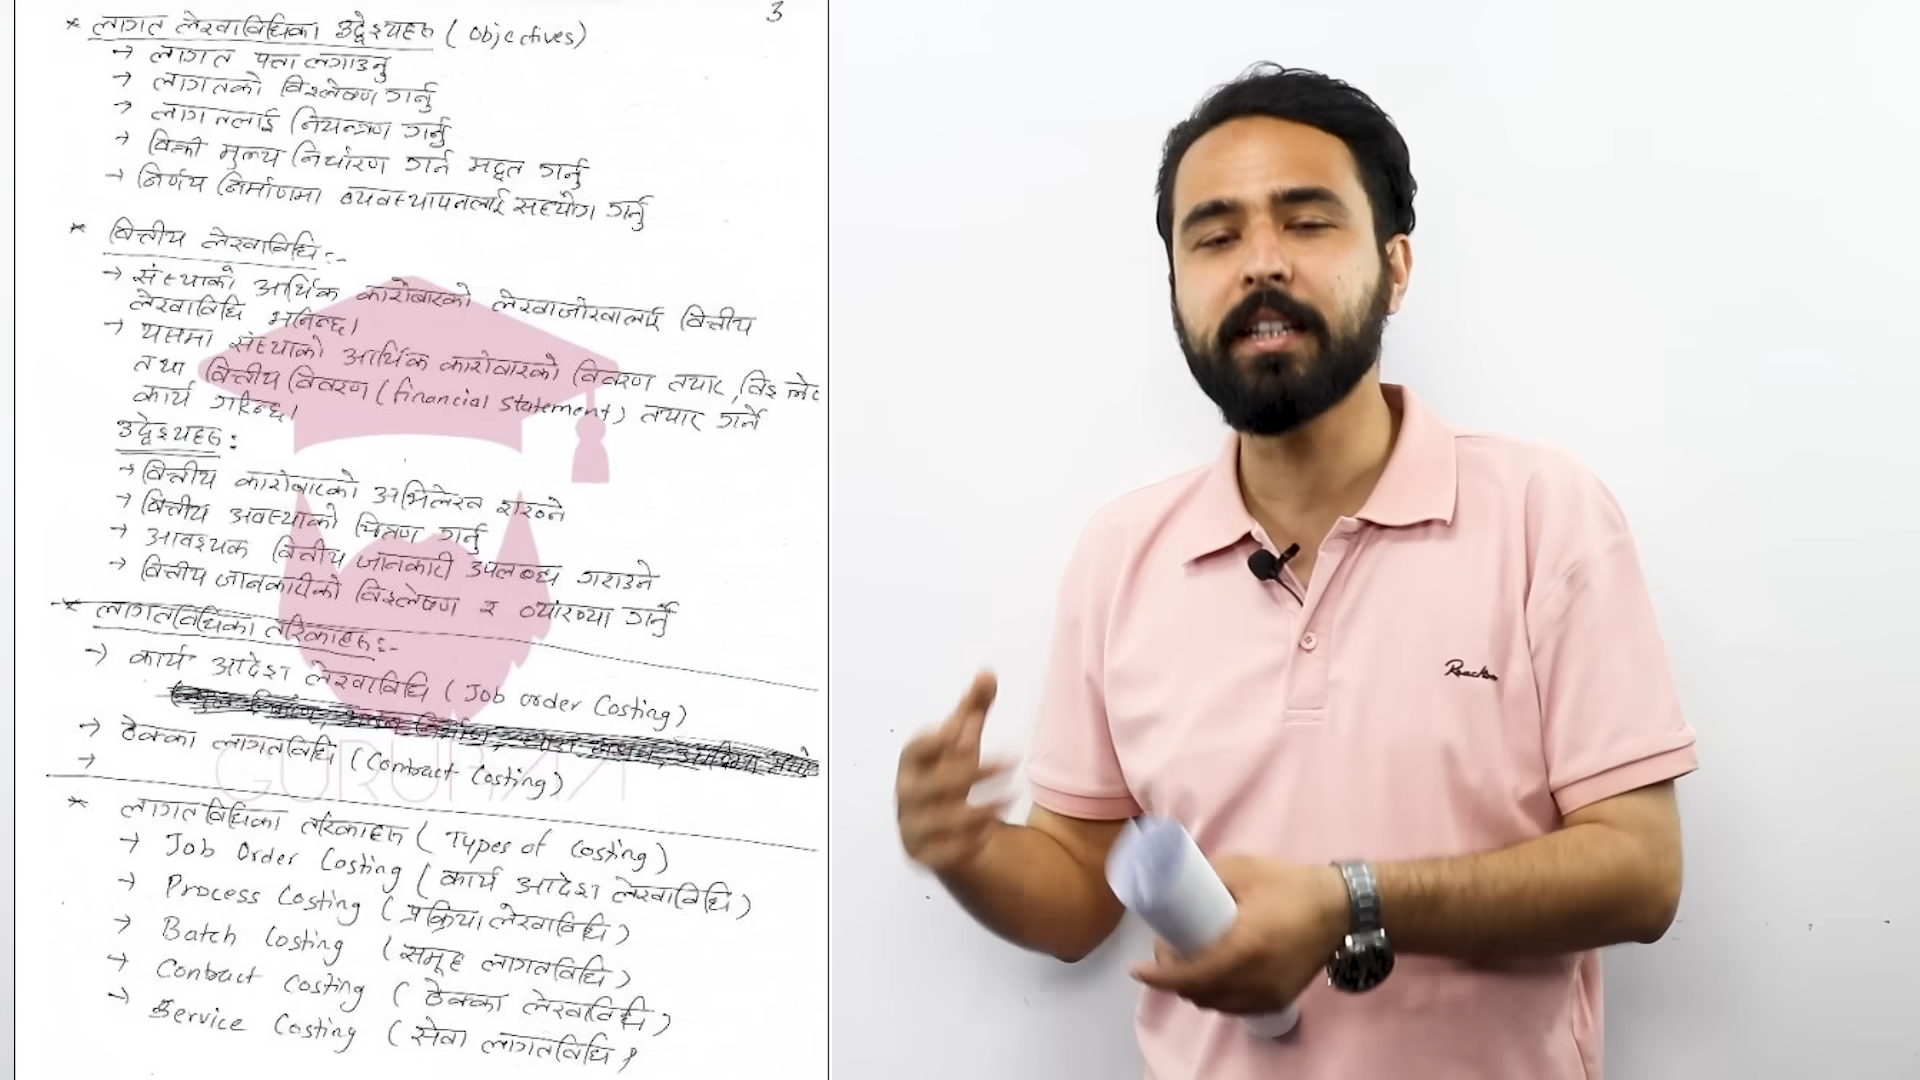 3
* लागत लेखाविधिका उद्देश्यहरु (Objectives)
→ लागत पत्ता लगाउनु
→ लागतको विश्लेषण गर्नु
→ लागतलाई नियन्त्रण गर्नु
→ बिक्री मुल्य निर्धारण गर्न मद्दत गर्नु
→ निर्णय निर्माणमा व्यवस्थापनलाई सहयोग गर्नु
* वित्तीय लेखाविधि :-
→ संस्थाको आर्थिक कारोबारको लेखाजोखालाई वित्तीय
लेखाविधि भनिन्छ।
→ यसमा संस्थाको आर्थिक कारोवारको विवरण तयार,
तथा वित्तीय विवरण (financial statement) तयार गर्ने
कार्य गरिन्छ।
उद्देश्यहरु :
→ वित्तीय कारोबारको अभिलेख राख्ने
→ वित्तीय अवस्थाको चित्रण गर्नु
→ आवश्यक वित्तीय जानकारी उपलब्ध गराउने
→ वित्तीय जानकारीको विश्लेषण र व्याख्या गर्नु
* लागतविधिका तरिकाहरु :-
→ कार्य आदेश लेखाविधि (Job order Costing)
→ ठेक्का लागतविधि (Contract Costing)
→
* लागतविधिका तरिकाहरु (Types of Costing)
→ Job Order Costing (कार्य आदेश लेखाविधि)
→ Process Costing (प्रक्रिया लेखाविधि)
→ Batch Costing (समूह लागतविधि)
→ Contract Costing (ठेक्का लेखाविधि)
→ Service Costing (सेवा लागतविधि)